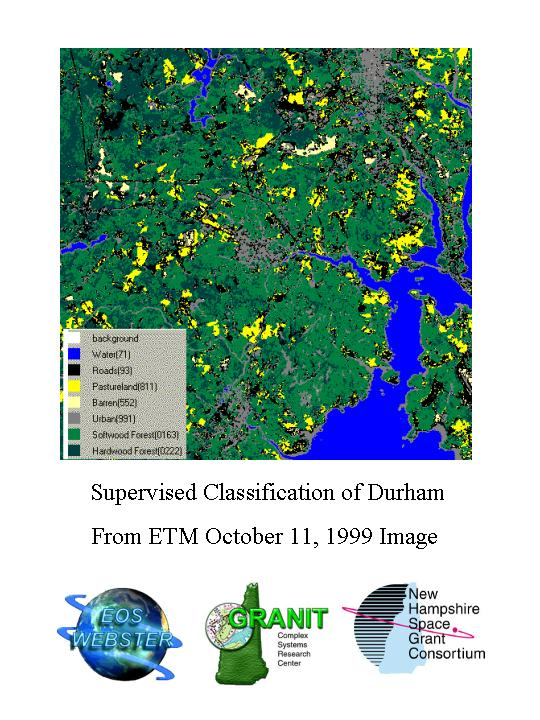 background
Water(71)
Roads(93)
Pastureland(811)
Barren(552)
Urban(991)
Softwood Forest(0163)
Hardwood Forest(0222)
Supervised Classification of Durham
From ETM October 11, 1999 Image
EOS
WEBSTER
GRANIT
Complex
Systems
Research
Center
New
Hampshire
Space
Grant
Consortium